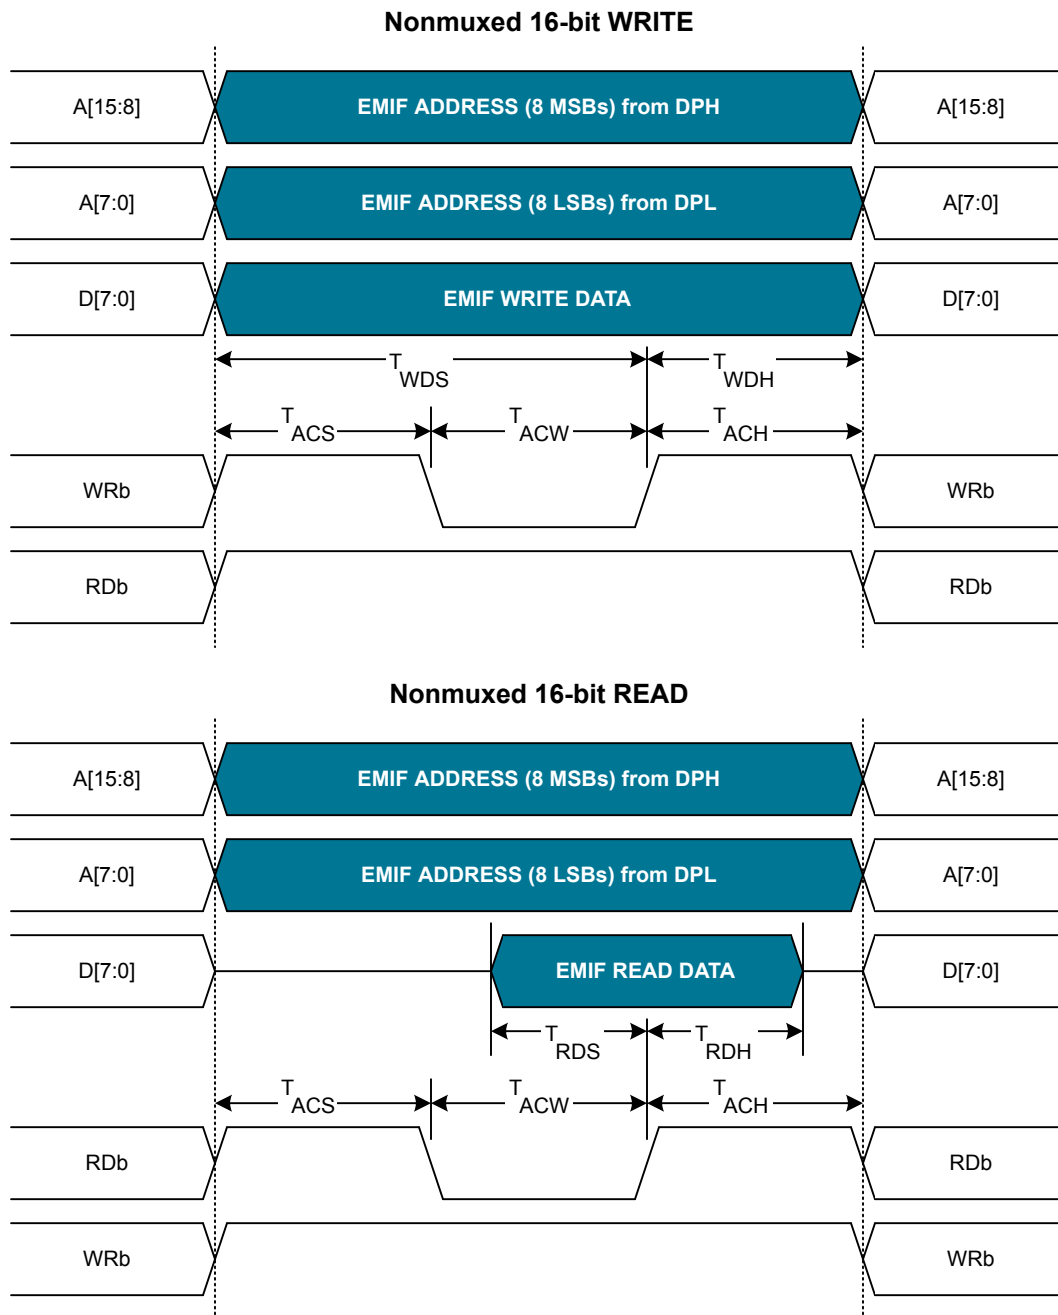 Nonmuxed 16-bit WRITE
A[15:8] EMIF ADDRESS (8 MSBs) from DPH A[15:8]
A[7:0] EMIF ADDRESS (8 LSBs) from DPL A[7:0]
D[7:0] EMIF WRITE DATA D[7:0]
TWDS TWDH
TACS TACW TACH
WRb WRb
RDb RDb
Nonmuxed 16-bit READ
A[15:8] EMIF ADDRESS (8 MSBs) from DPH A[15:8]
A[7:0] EMIF ADDRESS (8 LSBs) from DPL A[7:0]
D[7:0] EMIF READ DATA D[7:0]
TRDS TRDH
TACS TACW TACH
RDb RDb
WRb WRb